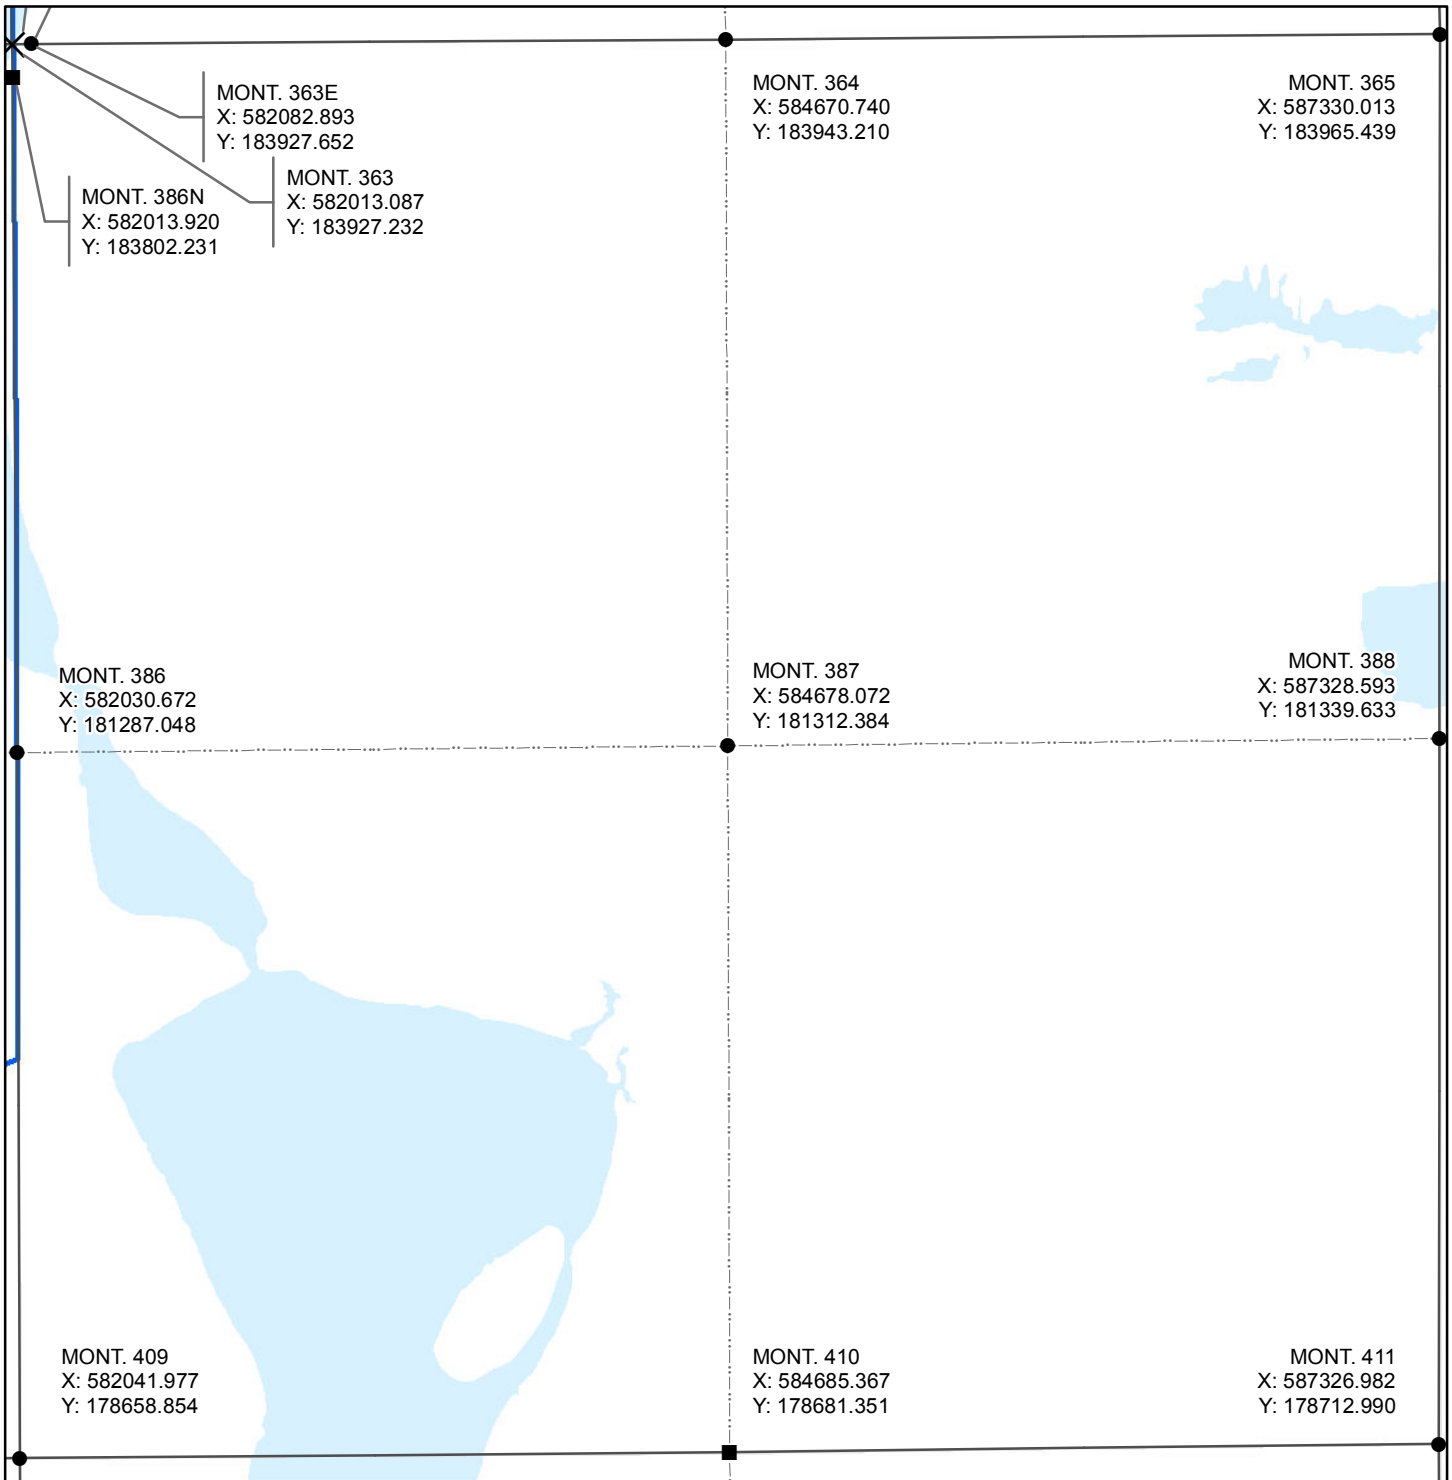 MONT. 363E
X: 582082.893
Y: 183927.652
MONT. 364
X: 584670.740
Y: 183943.210
MONT. 365
X: 587330.013
Y: 183965.439
MONT. 386N
X: 582013.920
Y: 183802.231
MONT. 363
X: 582013.087
Y: 183927.232
MONT. 386
X: 582030.672
Y: 181287.048
MONT. 387
X: 584678.072
Y: 181312.384
MONT. 388
X: 587328.593
Y: 181339.633
MONT. 409
X: 582041.977
Y: 178658.854
MONT. 410
X: 584685.367
Y: 178681.351
MONT. 411
X: 587326.982
Y: 178712.990